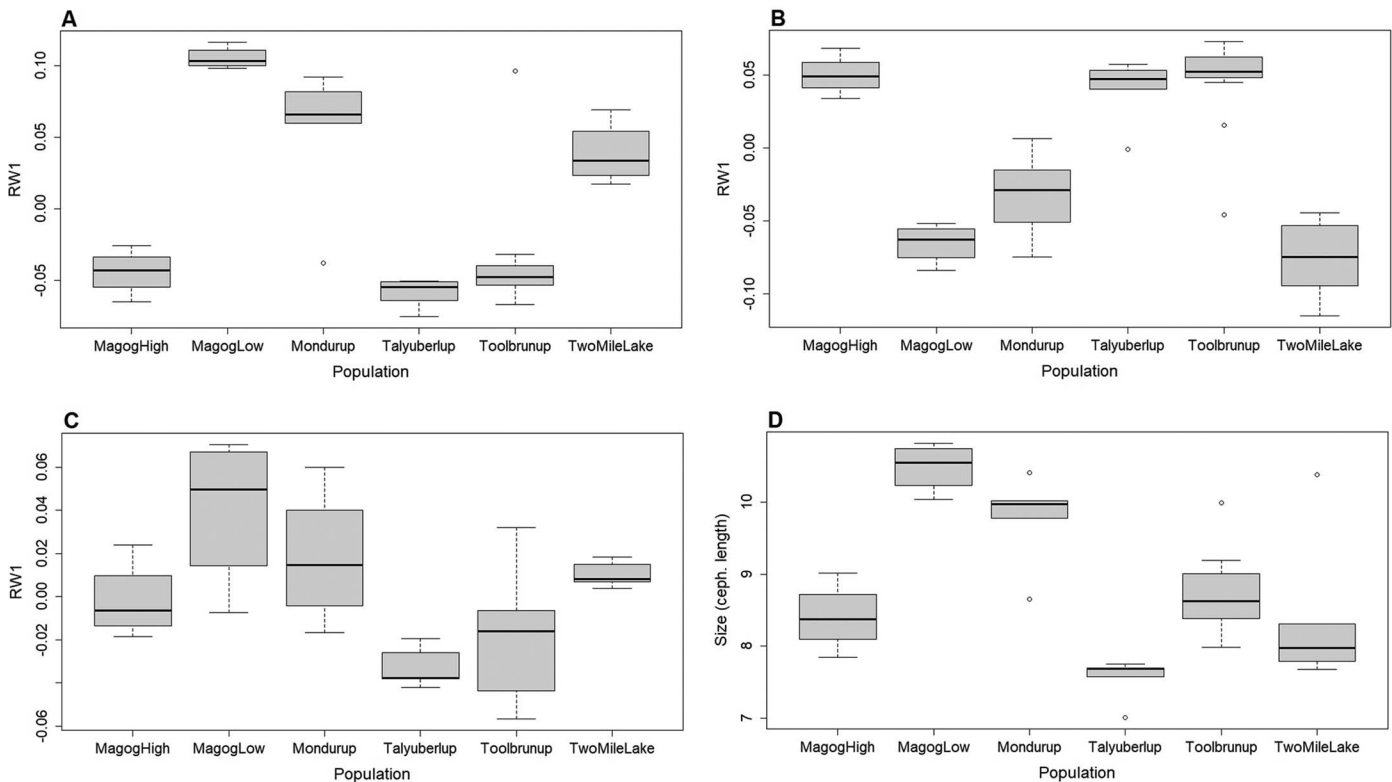 A
RW1
0.10
0.05
0.00
-0.05
MagogHigh MagogLow Mondurup Talyuberlup Toolbrunup TwoMileLake
Population
B
RW1
0.05
0.00
-0.05
-0.10
MagogHigh MagogLow Mondurup Talyuberlup Toolbrunup TwoMileLake
Population
C
RW1
0.06
0.04
0.02
0.00
-0.02
-0.06
MagogHigh MagogLow Mondurup Talyuberlup Toolbrunup TwoMileLake
Population
D
Size (ceph. length)
10
9
8
7
MagogHigh MagogLow Mondurup Talyuberlup Toolbrunup TwoMileLake
Population